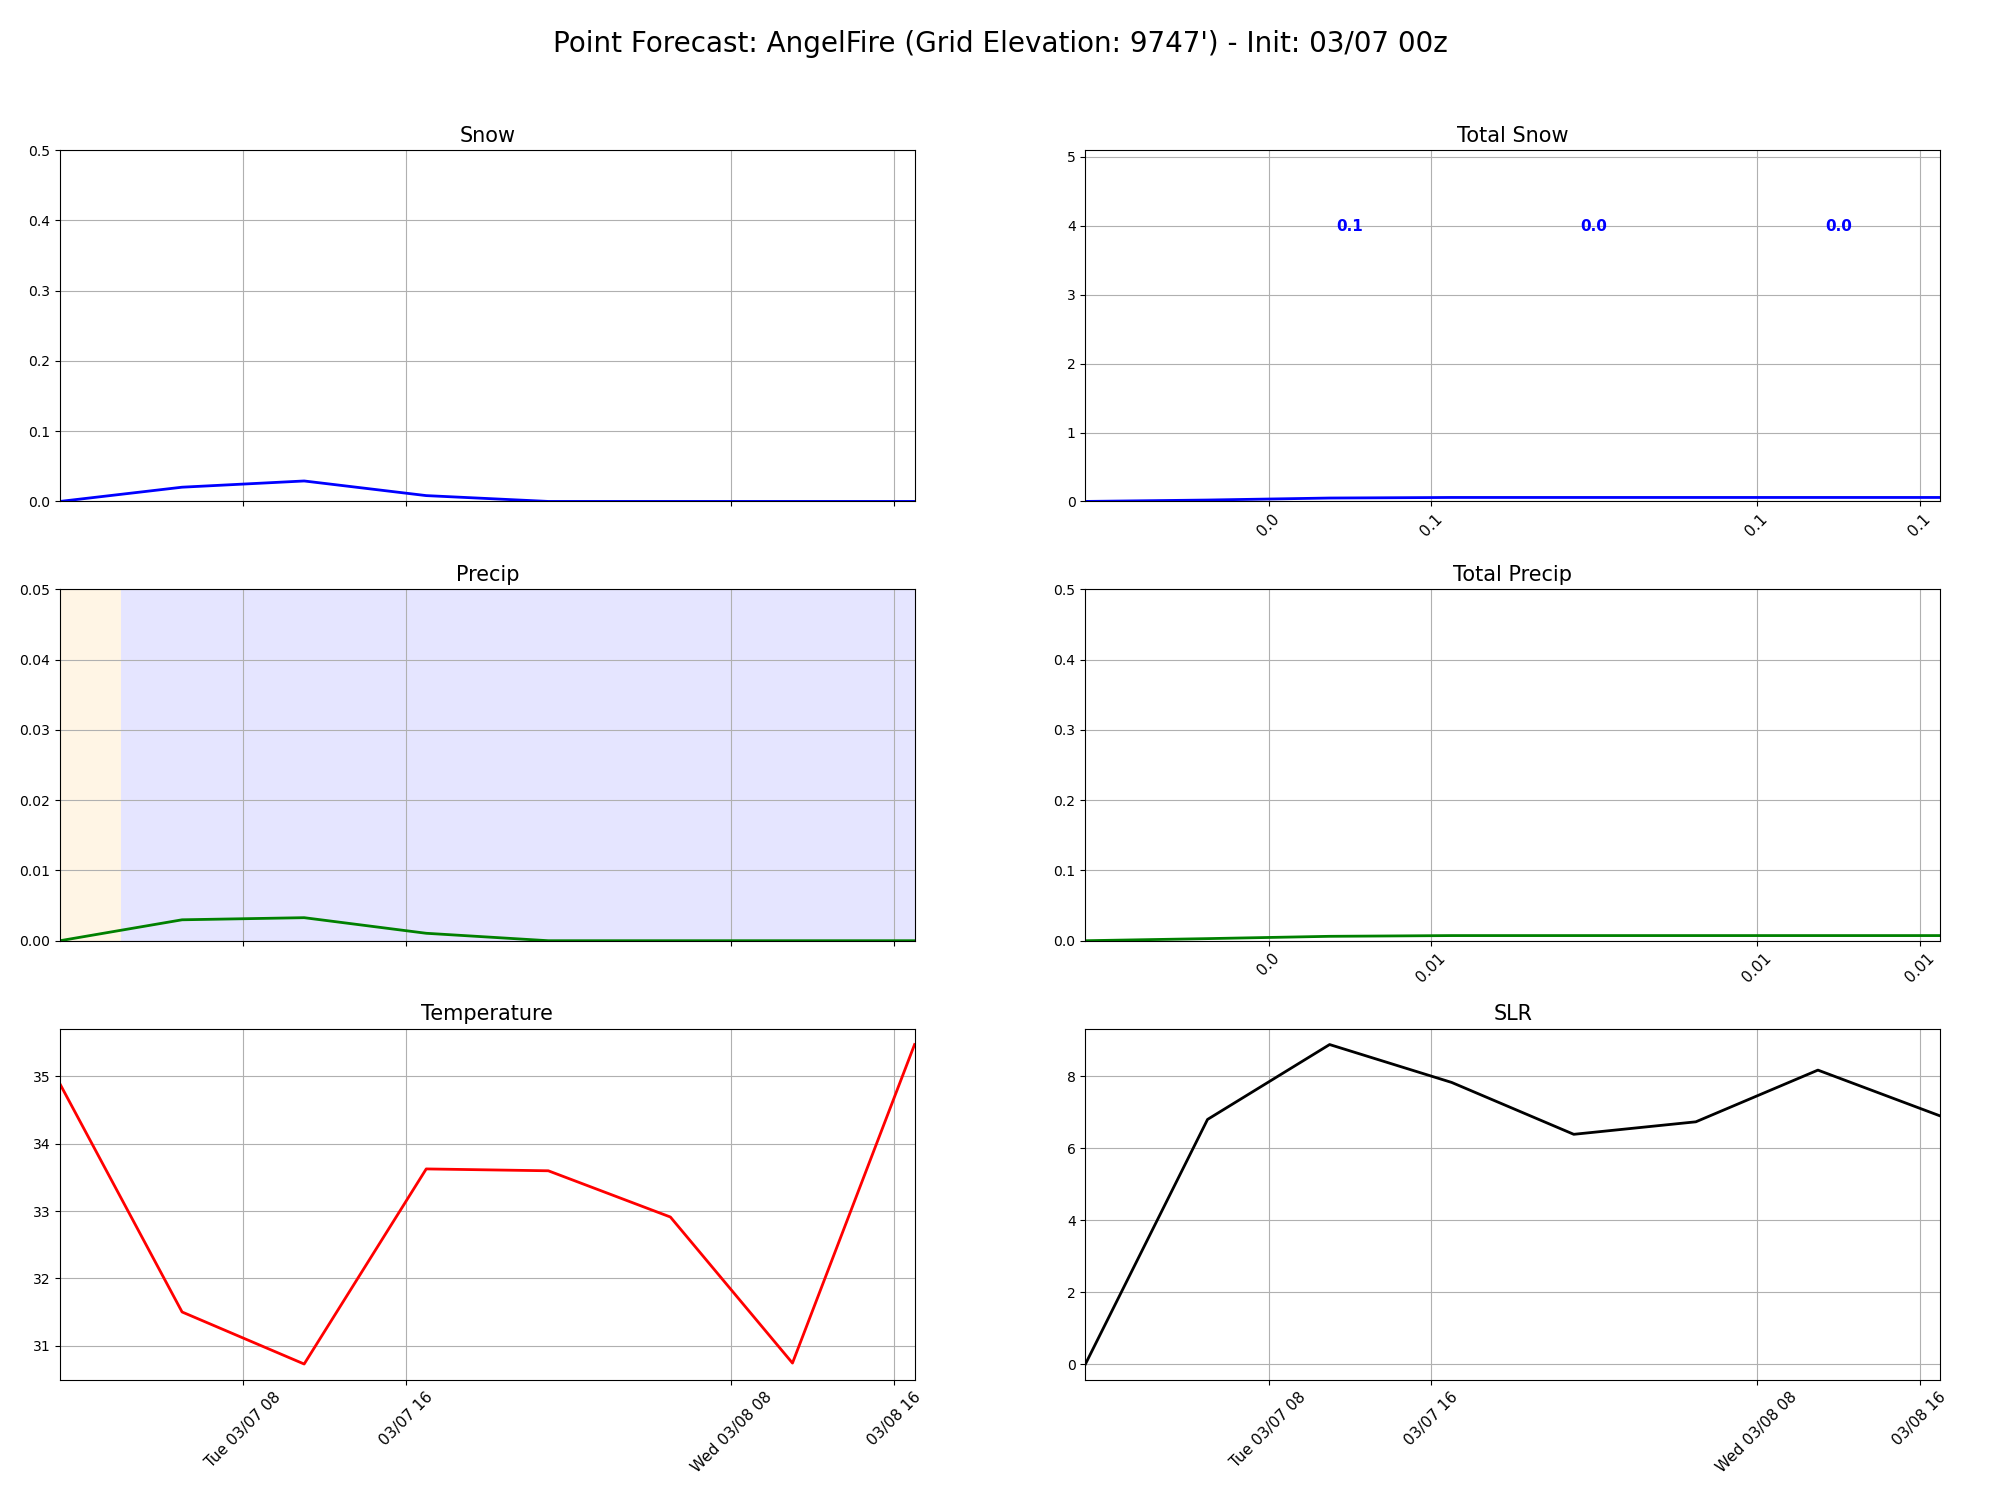 Point Forecast: AngelFire (Grid Elevation: 9747') - Init: 03/07 00z
Snow
0.5
0.4
0.3
0.2
0.1
0.0
Total Snow
5
4
3
2
1
0
0.1 0.0 0.0
0.0 0.1 0.1 0.1
Precip
0.05
0.04
0.03
0.02
0.01
0.00
Total Precip
0.5
0.4
0.3
0.2
0.1
0.0
0.0 0.01 0.01 0.01
Temperature
35
34
33
32
31
Tue 03/07 08
03/07 16
Wed 03/08 08
03/08 16
SLR
8
6
4
2
0
Tue 03/07 08
03/07 16
Wed 03/08 08
03/08 16